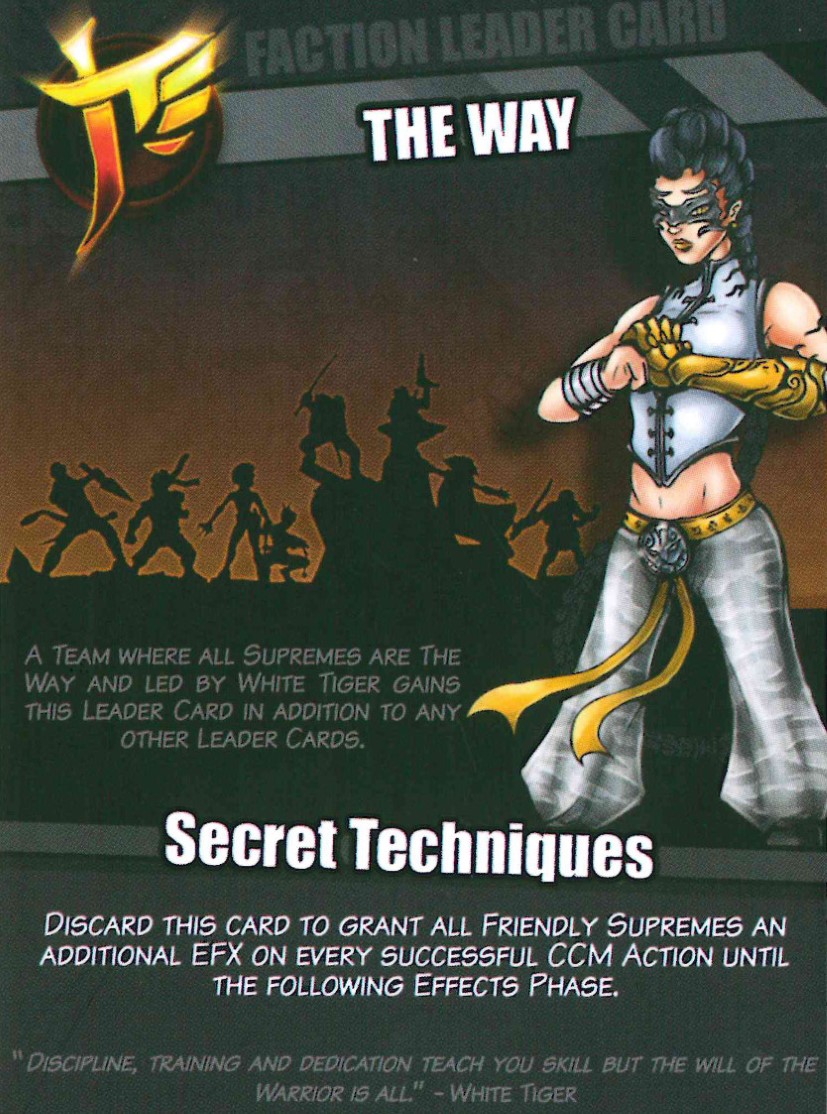 FACTION LEADER CARD
THE WAY
A TEAM WHERE ALL SUPREMES ARE THE
WAY AND LED BY WHITE TIGER GAINS
THIS LEADER CARD IN ADDITION TO ANY
OTHER LEADER CARDS.
Secret Techniques
DISCARD THIS CARD TO GRANT ALL FRIENDLY SUPREMES AN
ADDITIONAL EFX ON EVERY SUCCESSFUL CCM ACTION UNTIL
THE FOLLOWING EFFECTS PHASE.
"DISCIPLINE, TRAINING AND DEDICATION TEACH YOU SKILL BUT THE WILL OF THE
WARRIOR IS ALL." - WHITE TIGER